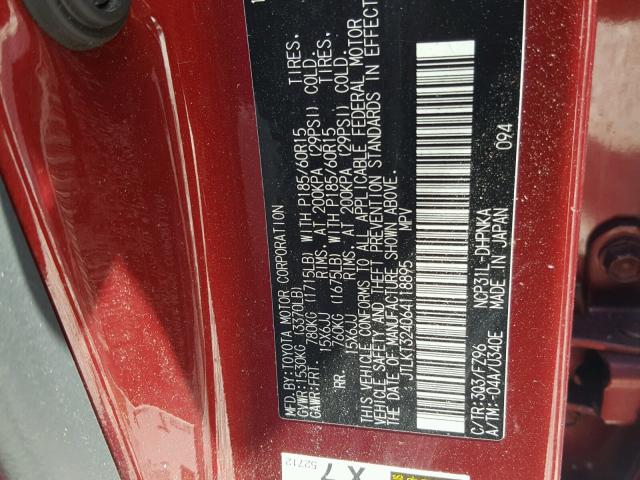 MFD.BY:TOYOTA MOTOR CORPORATION
GVWR:1530KG (3370LB)
GAWR:FRT. 780KG (1715LB) WITH P185/60R15 TIRES.
15X6JJ RIMS, AT 200KPA (29PSI) COLD.
RR. 760KG (1675LB) WITH P185/60R15 TIRES.
15X6JJ RIMS, AT 200KPA (29PSI) COLD.
THIS VEHICLE CONFORMS TO ALL APPLICABLE FEDERAL MOTOR
VEHICLE SAFETY AND THEFT PREVENTION STANDARDS IN EFFECT
ON THE DATE OF MANUFACTURE SHOWN ABOVE.
JTLKT324064118895 MPV
C/TR:3Q3/FZ96 NCP31L-DHPNKA 094
A/TM:-04A/U340E MADE IN JAPAN
52712
X 7